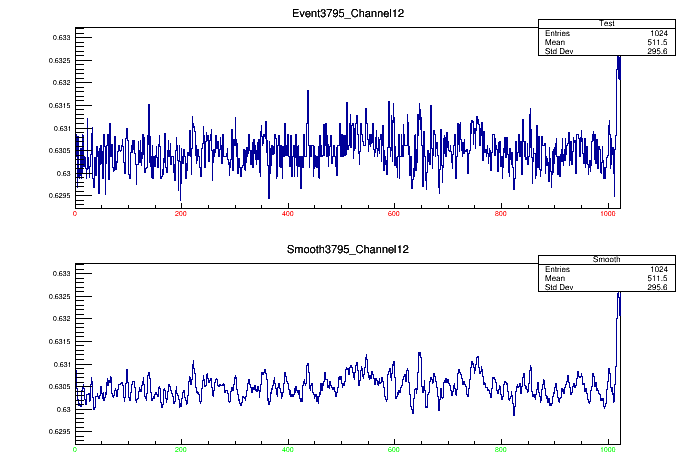 Event3795_Channel12
Test
Entries 1024
Mean 511.5
Std Dev 295.6
0.633
0.6325
0.632
0.6315
0.631
0.6305
0.63
0.6295
0 200 400 600 800 1000
Smooth3795_Channel12
Smooth
Entries 1024
Mean 511.5
Std Dev 295.6
0.633
0.6325
0.632
0.6315
0.631
0.6305
0.63
0.6295
0 200 400 600 800 1000